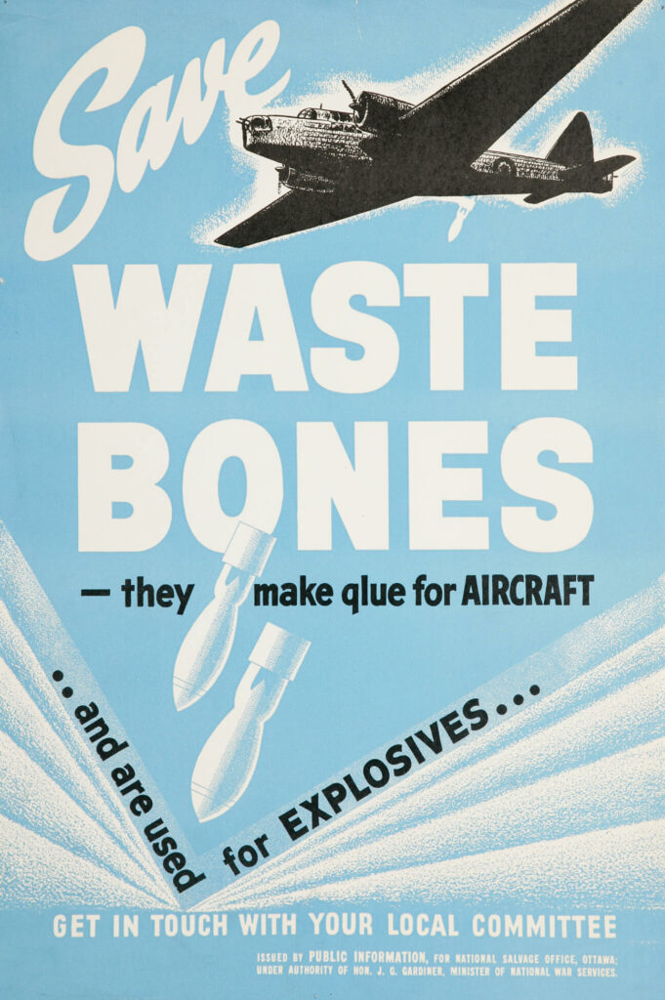 Save
WASTE
BONES
— they make glue for AIRCRAFT
.. and are used
for EXPLOSIVES...
GET IN TOUCH WITH YOUR LOCAL COMMITTEE
ISSUED BY PUBLIC INFORMATION, FOR NATIONAL SALVAGE OFFICE, OTTAWA;
UNDER AUTHORITY OF HON. J. G. GARDINER, MINISTER OF NATIONAL WAR SERVICES.